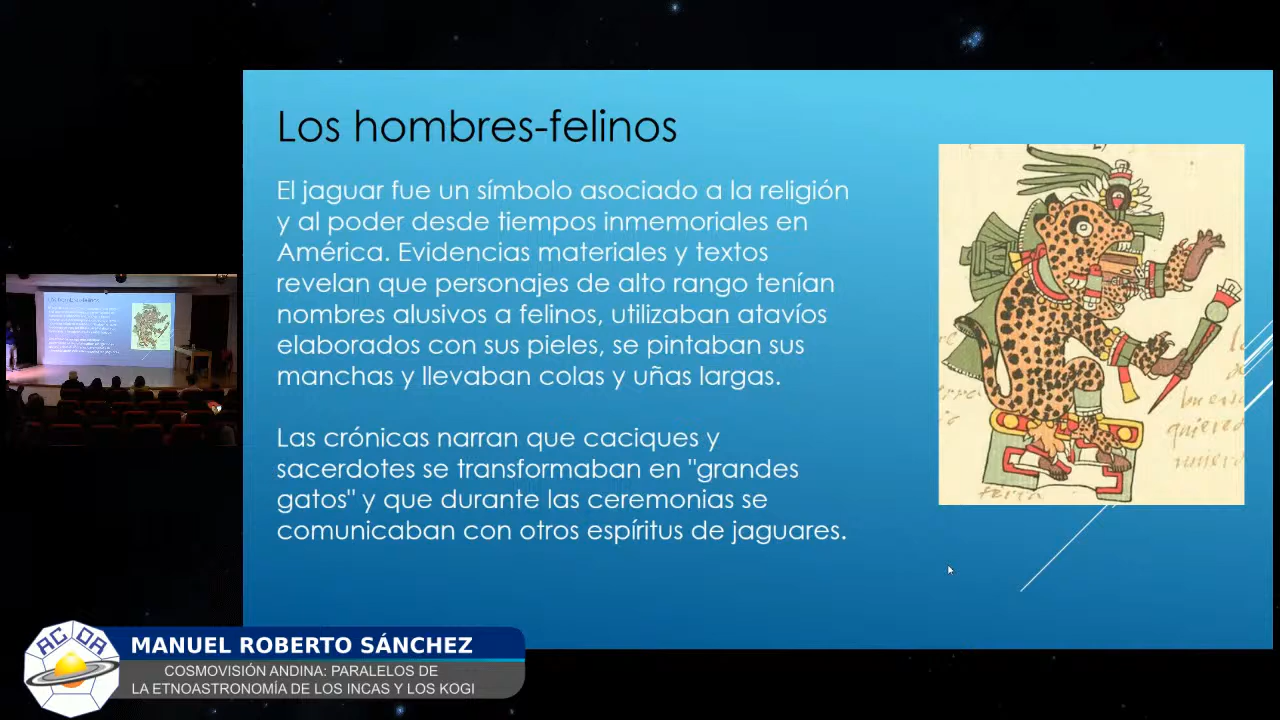 Los hombres-felinos
El jaguar fue un símbolo asociado a la religión
y al poder desde tiempos inmemoriales en
América. Evidencias materiales y textos
revelan que personajes de alto rango tenían
nombres alusivos a felinos, utilizaban atavíos
elaborados con sus pieles, se pintaban sus
manchas y llevaban colas y uñas largas.
Las crónicas narran que caciques y
sacerdotes se transformaban en "grandes
gatos" y que durante las ceremonias se
comunicaban con otros espíritus de jaguares.
ACDA
MANUEL ROBERTO SÁNCHEZ
COSMOVISIÓN ANDINA: PARALELOS DE
LA ETNOASTRONOMÍA DE LOS INCAS Y LOS KOGI